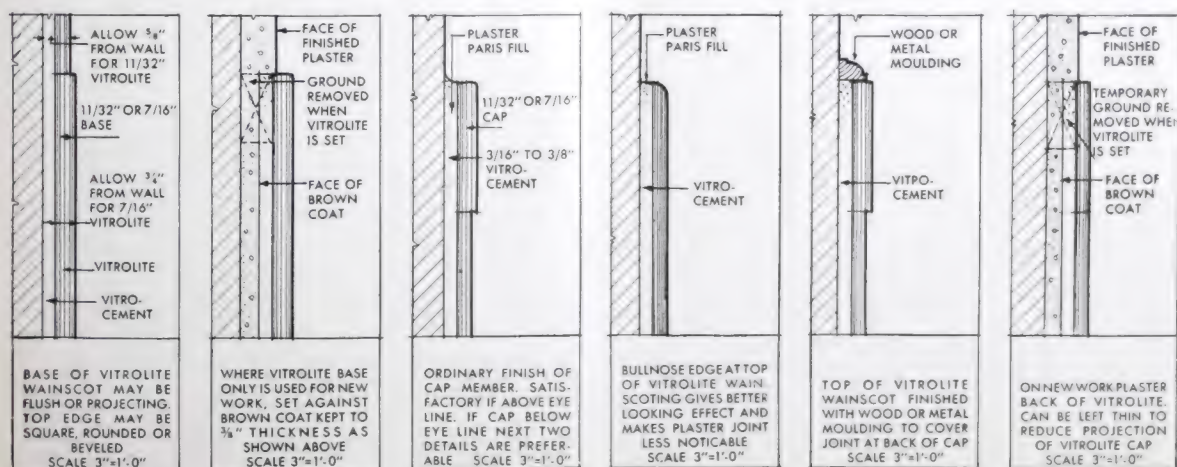 ALLOW 5/8"
FROM WALL
FOR 11/32"
VITROLITE
11/32" OR 7/16"
BASE
ALLOW 3/4"
FROM WALL
FOR 7/16"
VITROLITE
VITROLITE
VITRO-
CEMENT
BASE OF VITROLITE
WAINSCOT MAY BE
FLUSH OR PROJECTING.
TOP EDGE MAY BE
SQUARE, ROUNDED OR
BEVELED
SCALE 3"=1'-0"
FACE OF
FINISHED
PLASTER
GROUND
REMOVED
WHEN
VITROLITE
IS SET
FACE OF
BROWN
COAT
WHERE VITROLITE BASE
ONLY IS USED FOR NEW
WORK, SET AGAINST
BROWN COAT KEPT TO
3/8" THICKNESS AS
SHOWN ABOVE
SCALE 3"=1'-0"
PLASTER
PARIS FILL
11/32" OR 7/16"
CAP
3/16" TO 3/8"
VITRO-
CEMENT
ORDINARY FINISH OF
CAP MEMBER. SATIS-
FACTORY IF ABOVE EYE
LINE. IF CAP BELOW
EYE LINE NEXT TWO
DETAILS ARE PREFER-
ABLE SCALE 3"=1'-0"
PLASTER
PARIS FILL
VITRO-
CEMENT
BULLNOSE EDGE AT TOP
OF VITROLITE WAIN
SCOTING GIVES BETTER
LOOKING EFFECT AND
MAKES PLASTER JOINT
LESS NOTICABLE
SCALE 3"=1'-0"
WOOD OR
METAL
MOULDING
VITPO-
CEMENT
TOP OF VITROLITE
WAINSCOT FINISHED
WITH WOOD OR METAL
MOULDING TO COVER
JOINT AT BACK OF CAP
SCALE 3"=1'-0"
FACE OF
FINISHED
PLASTER
TEMPORARY
GROUND RE-
MOVED WHEN
VITROLITE
IS SET
FACE OF
BROWN
COAT
ON NEW WORK PLASTER
BACK OF VITROLITE.
CAN BE LEFT THIN TO
REDUCE PROJECTION
OF VITROLITE CAP
SCALE 3"=1'-0"